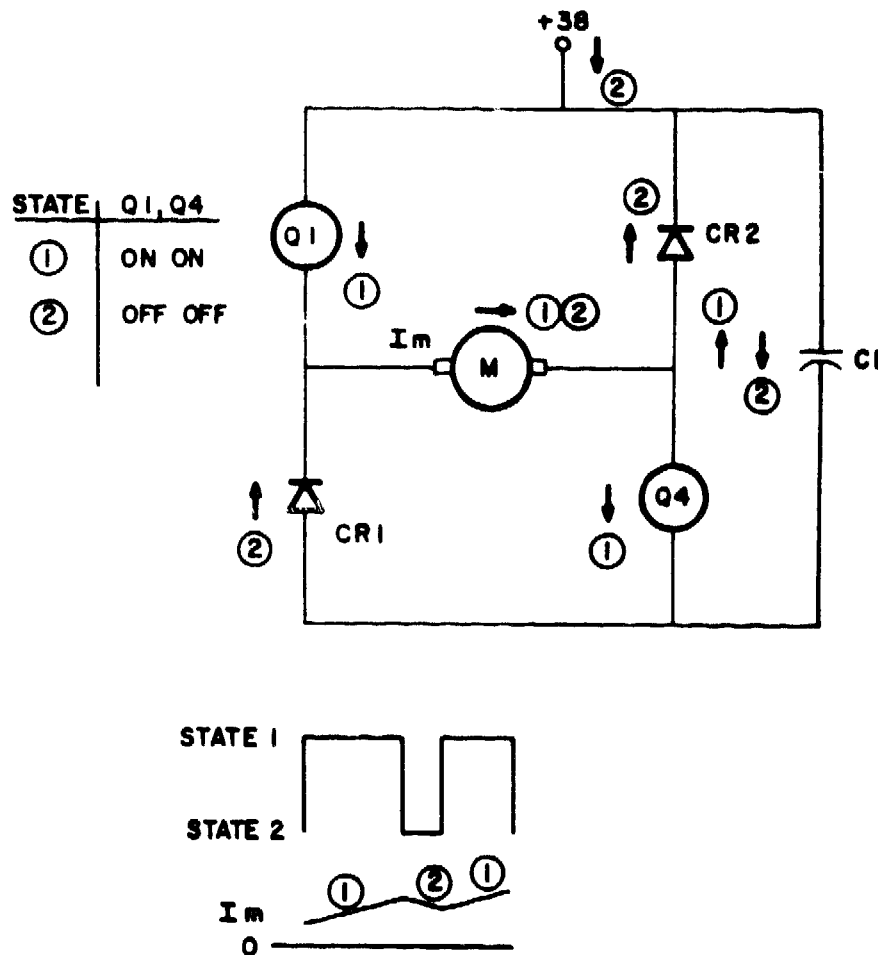 +38
②
STATE Q1, Q4
① ON ON
② OFF OFF
Q1
①
②
CR2
Im
①②
M
①
②
C1
②
CR1
Q4
①
STATE 1
STATE 2
① ② ①
Im
0